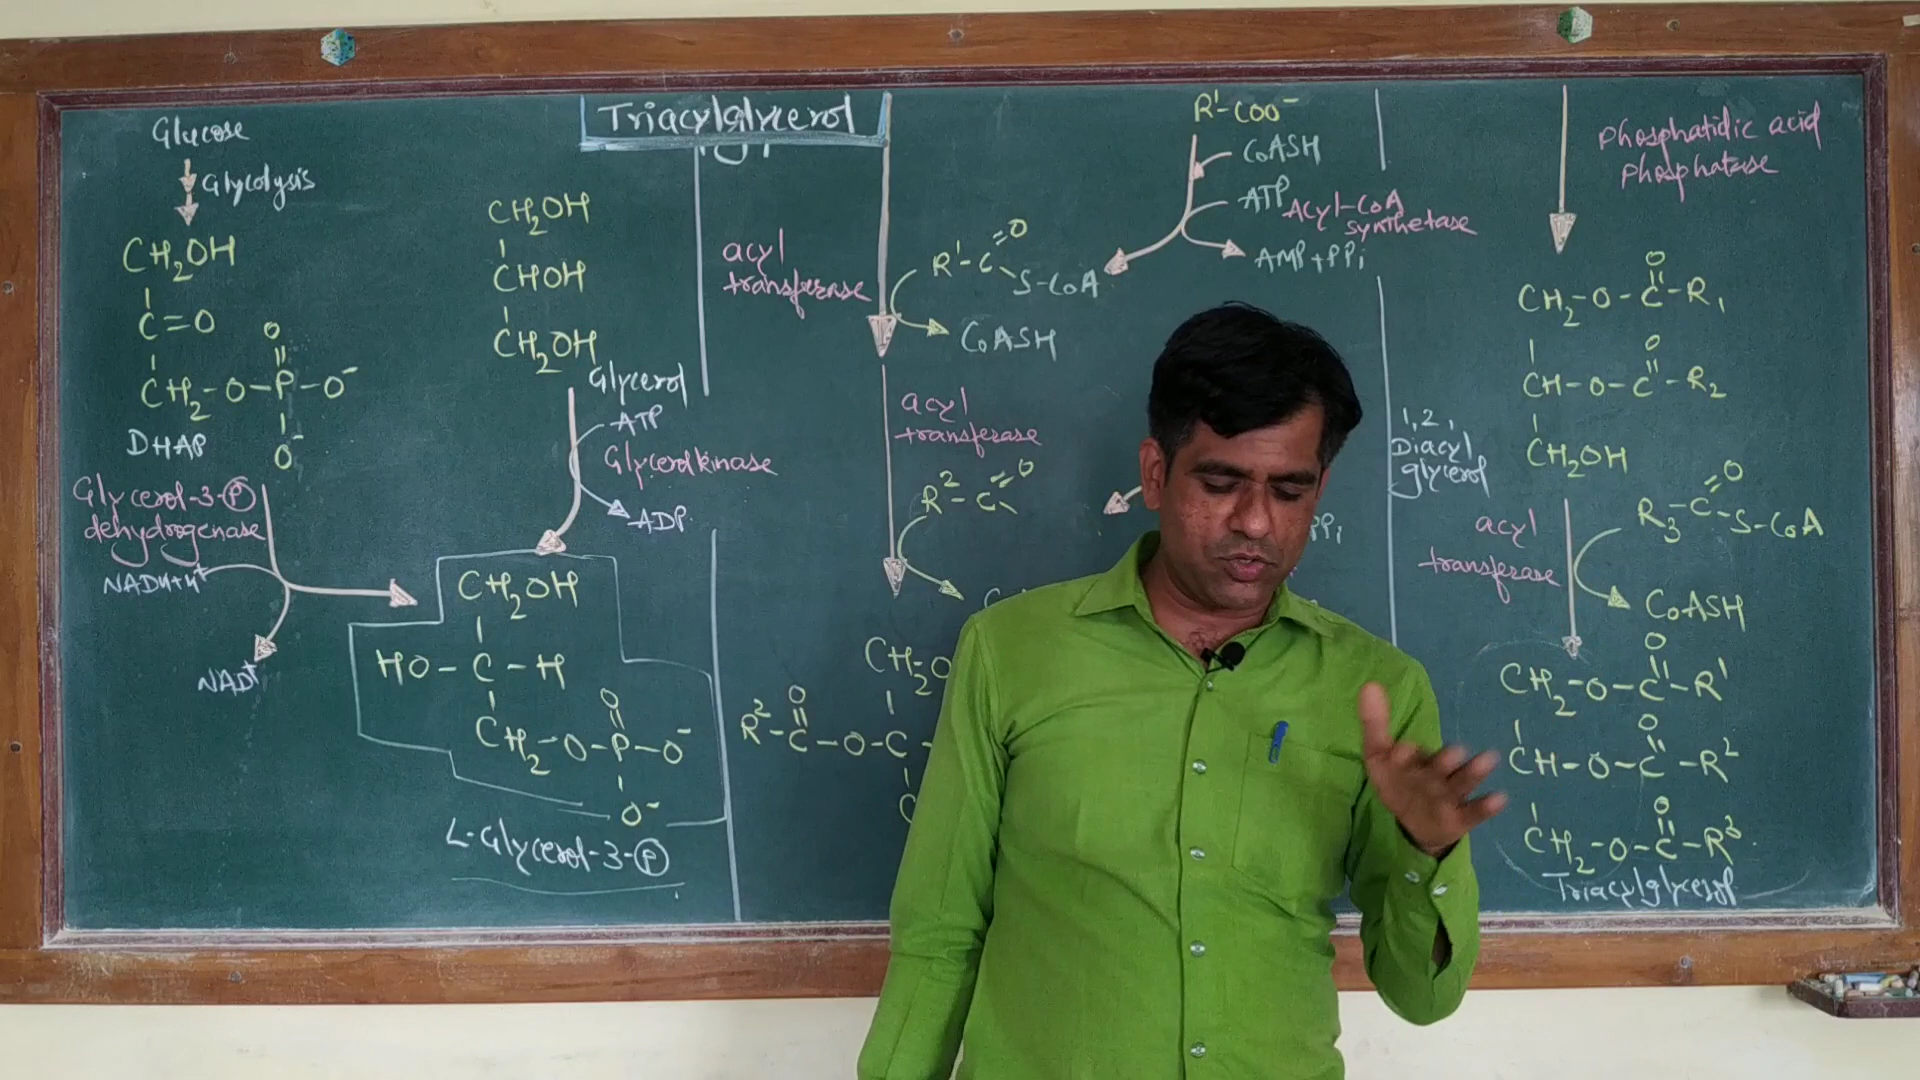 Triacylglycerol
Glucose
Glycolysis
CH2OH
C=O
O
CH2-O-P-O-
O-
DHAP
Glycerol-3-P
dehydrogenase
NADH+H+
NAD+
CH2OH
CHOH
CH2OH
Glycerol
ATP
Glycerolkinase
ADP
CH2OH
HO-C-H
O
CH2-O-P-O-
O-
L-Glycerol-3-P
acyl
transferase
O
R1-C
S-CoA
CoASH
R1-COO-
CoASH
ATP
Acyl-CoA
synthetase
AMP+PPi
acyl
transferase
O
R2-C
PPi
CH2-O
O
R2-C-O-C-
Phosphatidic acid
phosphatase
O
CH2-O-C-R1
O
CH-O-C-R2
CH2OH
1,2,
Diacyl
glycerol
acyl
transferase
O
R3-C-S-CoA
CoASH
O
CH2-O-C-R1
O
CH-O-C-R2
O
CH2-O-C-R3
Triacylglycerol